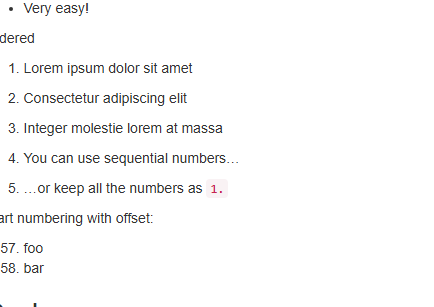 • Very easy!
dered
1. Lorem ipsum dolor sit amet
2. Consectetur adipiscing elit
3. Integer molestie lorem at massa
4. You can use sequential numbers…
5. …or keep all the numbers as 1.
art numbering with offset:
57. foo
58. bar